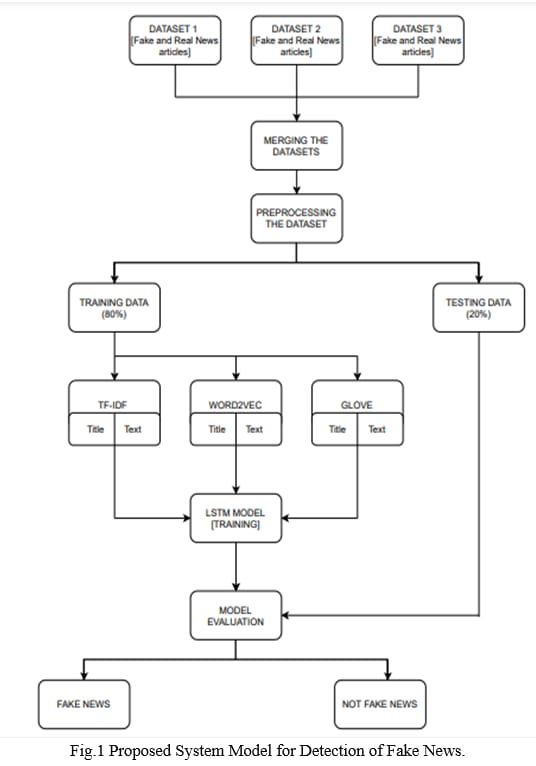 DATASET 1
[Fake and Real News
articles]
DATASET 2
[Fake and Real News
articles]
DATASET 3
[Fake and Real News
articles]
MERGING THE
DATASETS
PREPROCESSING
THE DATASET
TRAINING DATA
(80%)
TESTING DATA
(20%)
TF-IDF
Title Text
WORD2VEC
Title Text
GLOVE
Title Text
LSTM MODEL
[TRAINING]
MODEL
EVALUATION
FAKE NEWS
NOT FAKE NEWS
Fig.1 Proposed System Model for Detection of Fake News.